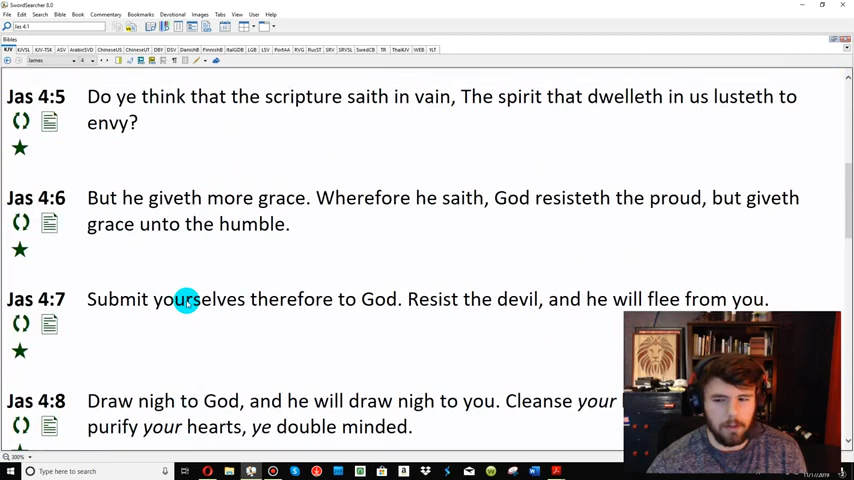 SwordSearcher 8.0
File Edit Search Bible Book Commentary Bookmarks Devotional Images Tabs View User Help
Jas 4:1
Bibles
KJV KJVSL KJV-TSK ASV ArabicSVD ChineseUT ChineseUT DBY DSV DanishB FinnishB ItalGDB LGB LSV PortAA RVG RusST SRV SRVSL SwedCB TR ThaiKJV WEB YLT
James 4
Jas 4:5 Do ye think that the scripture saith in vain, The spirit that dwelleth in us lusteth to
envy?
Jas 4:6 But he giveth more grace. Wherefore he saith, God resisteth the proud, but giveth
grace unto the humble.
Jas 4:7 Submit yourselves therefore to God. Resist the devil, and he will flee from you.
Jas 4:8 Draw nigh to God, and he will draw nigh to you. Cleanse your
purify your hearts, ye double minded.
300%
Type here to search
11/17/2019